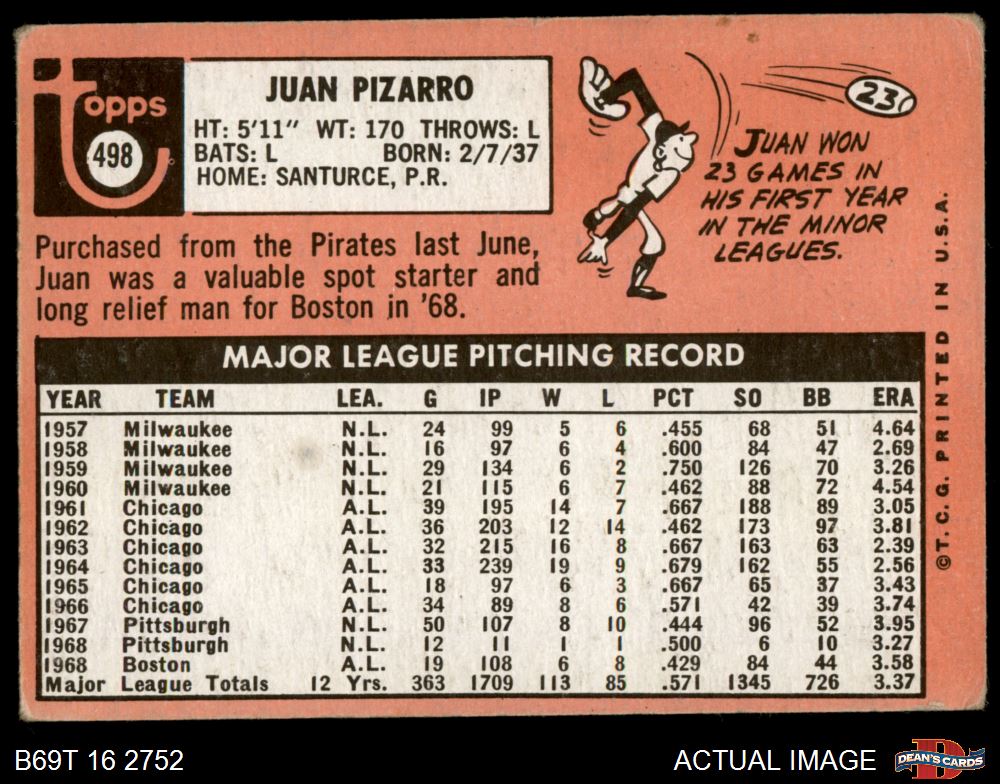 Topps
498
JUAN PIZARRO
HT: 5'11" WT: 170 THROWS: L
BATS: L BORN: 2/7/37
HOME: SANTURCE, P.R.
Purchased from the Pirates last June,
Juan was a valuable spot starter and
long relief man for Boston in '68.
23
JUAN WON
23 GAMES IN
HIS FIRST YEAR
IN THE MINOR
LEAGUES.
MAJOR LEAGUE PITCHING RECORD
YEAR TEAM LEA. G IP W L PCT SO BB ERA
1957 Milwaukee N.L. 24 99 5 6 .455 68 51 4.64
1958 Milwaukee N.L. 16 97 6 4 .600 84 47 2.69
1959 Milwaukee N.L. 29 134 6 2 .750 126 70 3.26
1960 Milwaukee N.L. 21 115 6 7 .462 88 72 4.54
1961 Chicago A.L. 39 195 14 7 .667 188 89 3.05
1962 Chicago A.L. 36 203 12 14 .462 173 97 3.81
1963 Chicago A.L. 32 215 16 8 .667 163 63 2.39
1964 Chicago A.L. 33 239 19 9 .679 162 55 2.56
1965 Chicago A.L. 18 97 6 3 .667 65 37 3.43
1966 Chicago A.L. 34 89 8 6 .571 42 39 3.74
1967 Pittsburgh N.L. 50 107 8 10 .444 96 52 3.95
1968 Pittsburgh N.L. 12 11 1 1 .500 6 10 3.27
1968 Boston A.L. 19 108 6 8 .429 84 44 3.58
Major League Totals 12 Yrs. 363 1709 113 85 .571 1345 726 3.37
©T.C.G. PRINTED IN U.S.A.
B69T 16 2752
ACTUAL IMAGE
D
DEAN'S CARDS